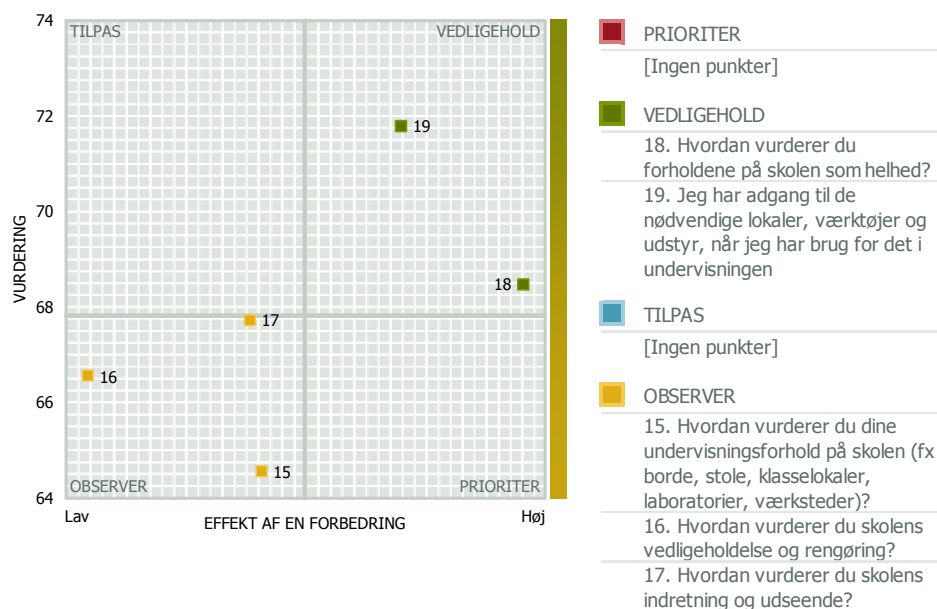 74
72
70
68
66
64
VURDERING
TILPAS
VEDLIGEHOLD
19
18
17
16
15
OBSERVER
PRIORITER
Lav
EFFEKT AF EN FORBEDRING
Høj
PRIORITER
[Ingen punkter]
VEDLIGEHOLD
18. Hvordan vurderer du
forholdene på skolen som helhed?
19. Jeg har adgang til de
nødvendige lokaler, værktøjer og
udstyr, når jeg har brug for det i
undervisningen
TILPAS
[Ingen punkter]
OBSERVER
15. Hvordan vurderer du dine
undervisningsforhold på skolen (fx
borde, stole, klasselokaler,
laboratorier, værksteder)?
16. Hvordan vurderer du skolens
vedligeholdelse og rengøring?
17. Hvordan vurderer du skolens
indretning og udseende?